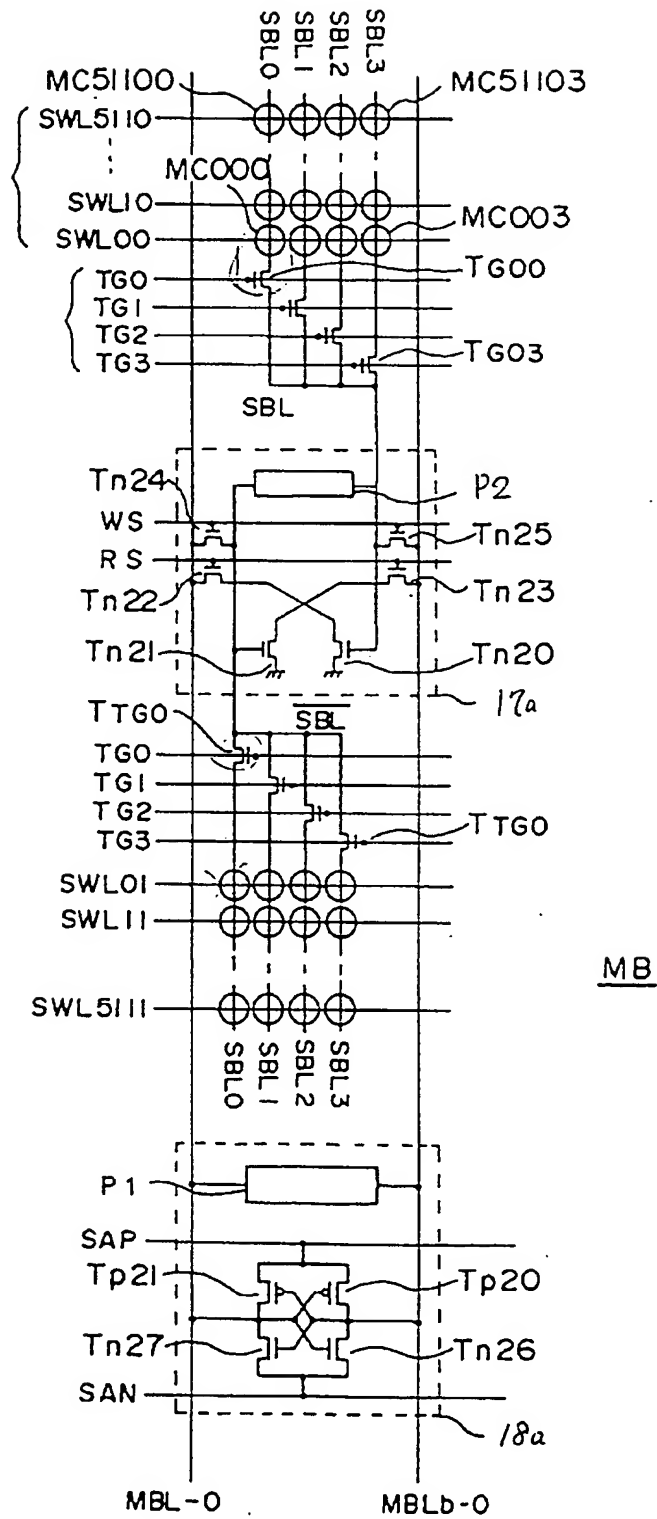 SBL0 SBL1 SBL2 SBL3
MC51100 MC51103
SWL5110
MC000
SWL10
MC003
SWL00
TG0 TG00
TG1
TG2
TG3 TG03
SBL
Tn24 P2
WS
Tn25
RS
Tn22 Tn23
Tn21 Tn20
17a
TTG0 SBL
TG0
TG1
TG2
TG3 TTG0
SWL01
SWL11
MB
SWL5111
SBL0 SBL1 SBL2 SBL3
P1
SAP
Tp21 Tp20
Tn27 Tn26
SAN
18a
MBL-0 MBLb-0